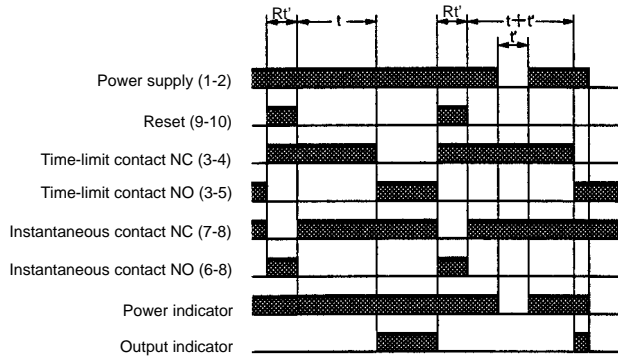 Rt' t Rt' t + t'
t'
Power supply (1-2)
Reset (9-10)
Time-limit contact NC (3-4)
Time-limit contact NO (3-5)
Instantaneous contact NC (7-8)
Instantaneous contact NO (6-8)
Power indicator
Output indicator